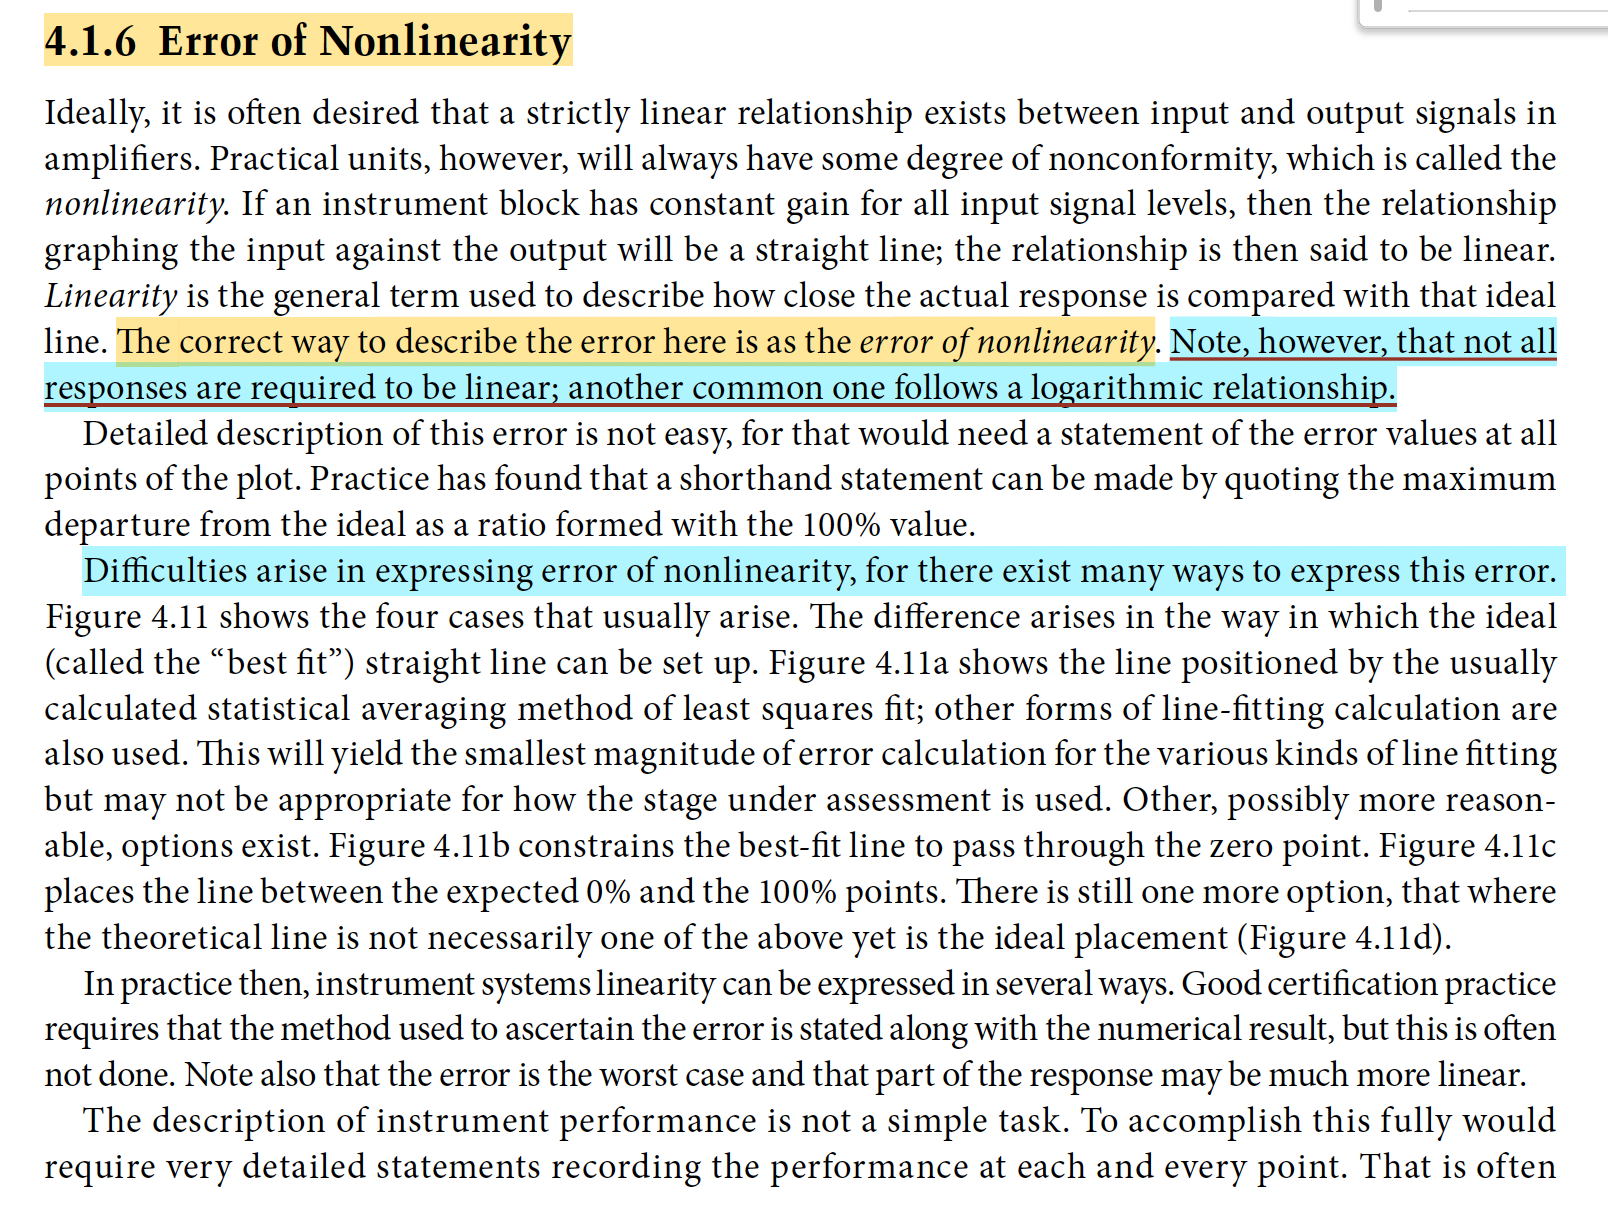 4.1.6 Error of Nonlinearity
Ideally, it is often desired that a strictly linear relationship exists between input and output signals in
amplifiers. Practical units, however, will always have some degree of nonconformity, which is called the
nonlinearity. If an instrument block has constant gain for all input signal levels, then the relationship
graphing the input against the output will be a straight line; the relationship is then said to be linear.
Linearity is the general term used to describe how close the actual response is compared with that ideal
line. The correct way to describe the error here is as the error of nonlinearity. Note, however, that not all
responses are required to be linear; another common one follows a logarithmic relationship.
Detailed description of this error is not easy, for that would need a statement of the error values at all
points of the plot. Practice has found that a shorthand statement can be made by quoting the maximum
departure from the ideal as a ratio formed with the 100% value.
Difficulties arise in expressing error of nonlinearity, for there exist many ways to express this error.
Figure 4.11 shows the four cases that usually arise. The difference arises in the way in which the ideal
(called the “best fit”) straight line can be set up. Figure 4.11a shows the line positioned by the usually
calculated statistical averaging method of least squares fit; other forms of line-fitting calculation are
also used. This will yield the smallest magnitude of error calculation for the various kinds of line fitting
but may not be appropriate for how the stage under assessment is used. Other, possibly more reason-
able, options exist. Figure 4.11b constrains the best-fit line to pass through the zero point. Figure 4.11c
places the line between the expected 0% and the 100% points. There is still one more option, that where
the theoretical line is not necessarily one of the above yet is the ideal placement (Figure 4.11d).
In practice then, instrument systems linearity can be expressed in several ways. Good certification practice
requires that the method used to ascertain the error is stated along with the numerical result, but this is often
not done. Note also that the error is the worst case and that part of the response may be much more linear.
The description of instrument performance is not a simple task. To accomplish this fully would
require very detailed statements recording the performance at each and every point. That is often